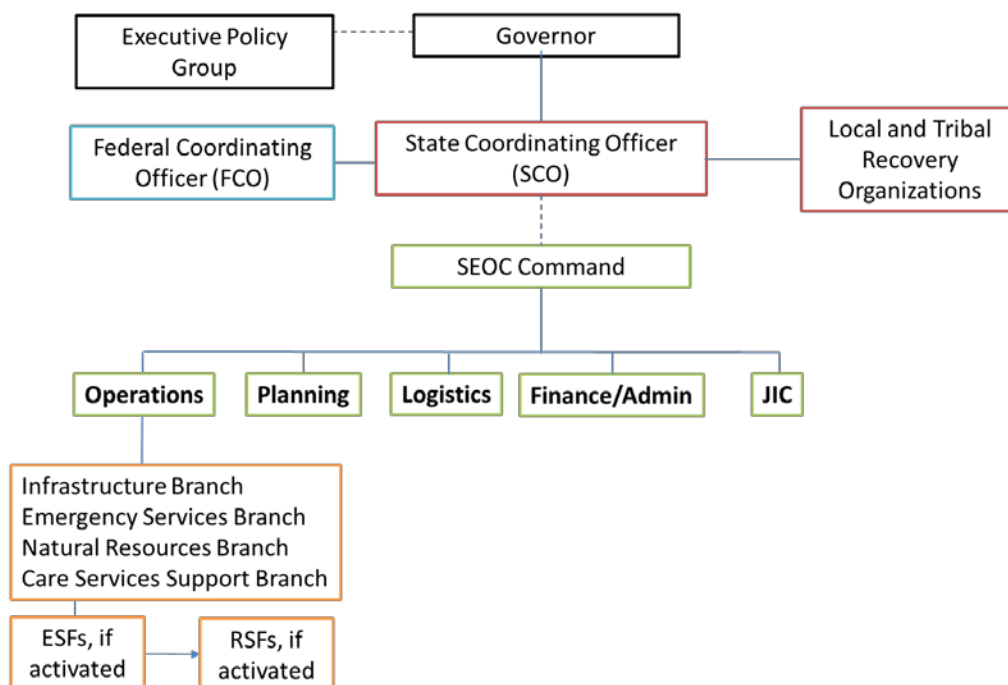 Executive Policy
Group
Governor
Federal Coordinating
Officer (FCO)
State Coordinating Officer
(SCO)
Local and Tribal
Recovery
Organizations
SEOC Command
Operations
Planning
Logistics
Finance/Admin
JIC
Infrastructure Branch
Emergency Services Branch
Natural Resources Branch
Care Services Support Branch
ESFs, if
activated
RSFs, if
activated